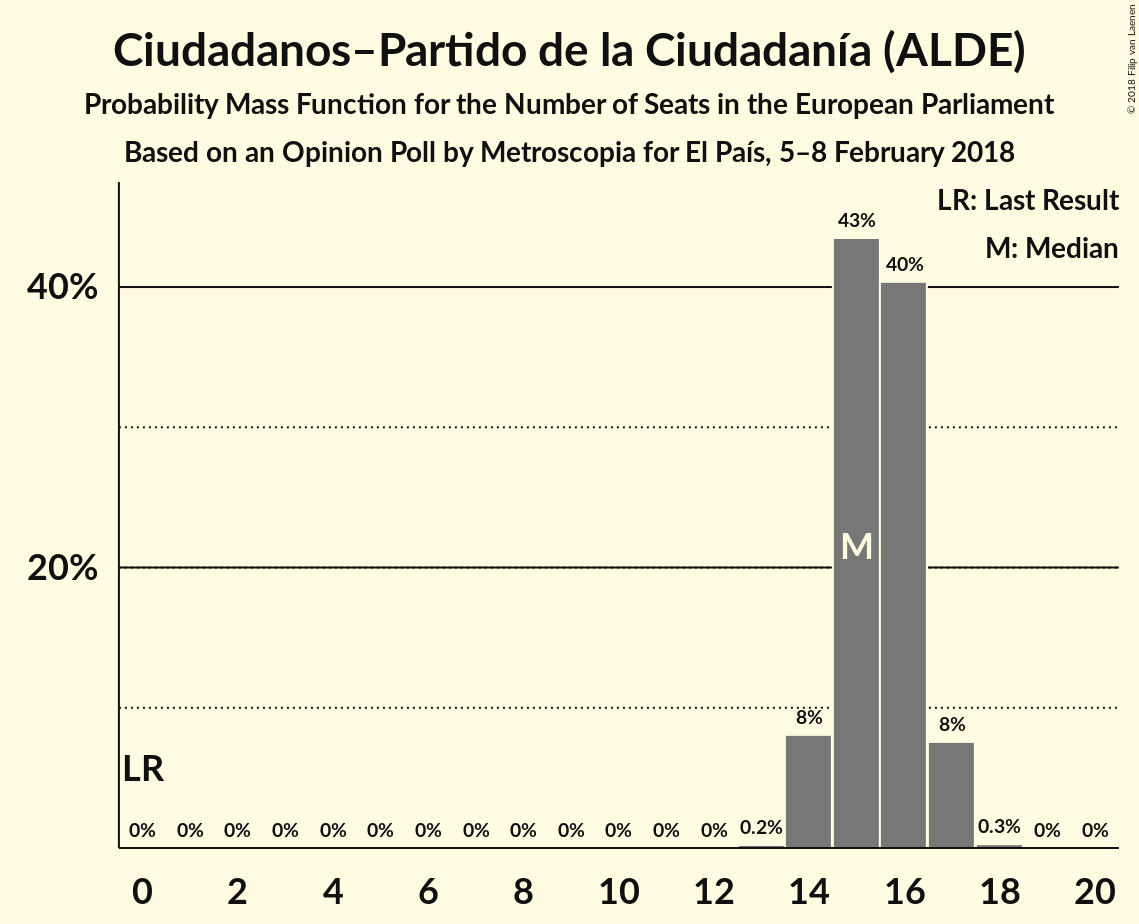 Ciudadanos–Partido de la Ciudadanía (ALDE)
Probability Mass Function for the Number of Seats in the European Parliament
Based on an Opinion Poll by Metroscopia for El País, 5–8 February 2018
© 2018 Filip van Laenen
LR: Last Result
M: Median
43%
40%
40%
M
20%
8%
8%
LR
0% 0% 0% 0% 0% 0% 0% 0% 0% 0% 0% 0% 0% 0.2% 0.3% 0% 0%
0 2 4 6 8 10 12 14 16 18 20